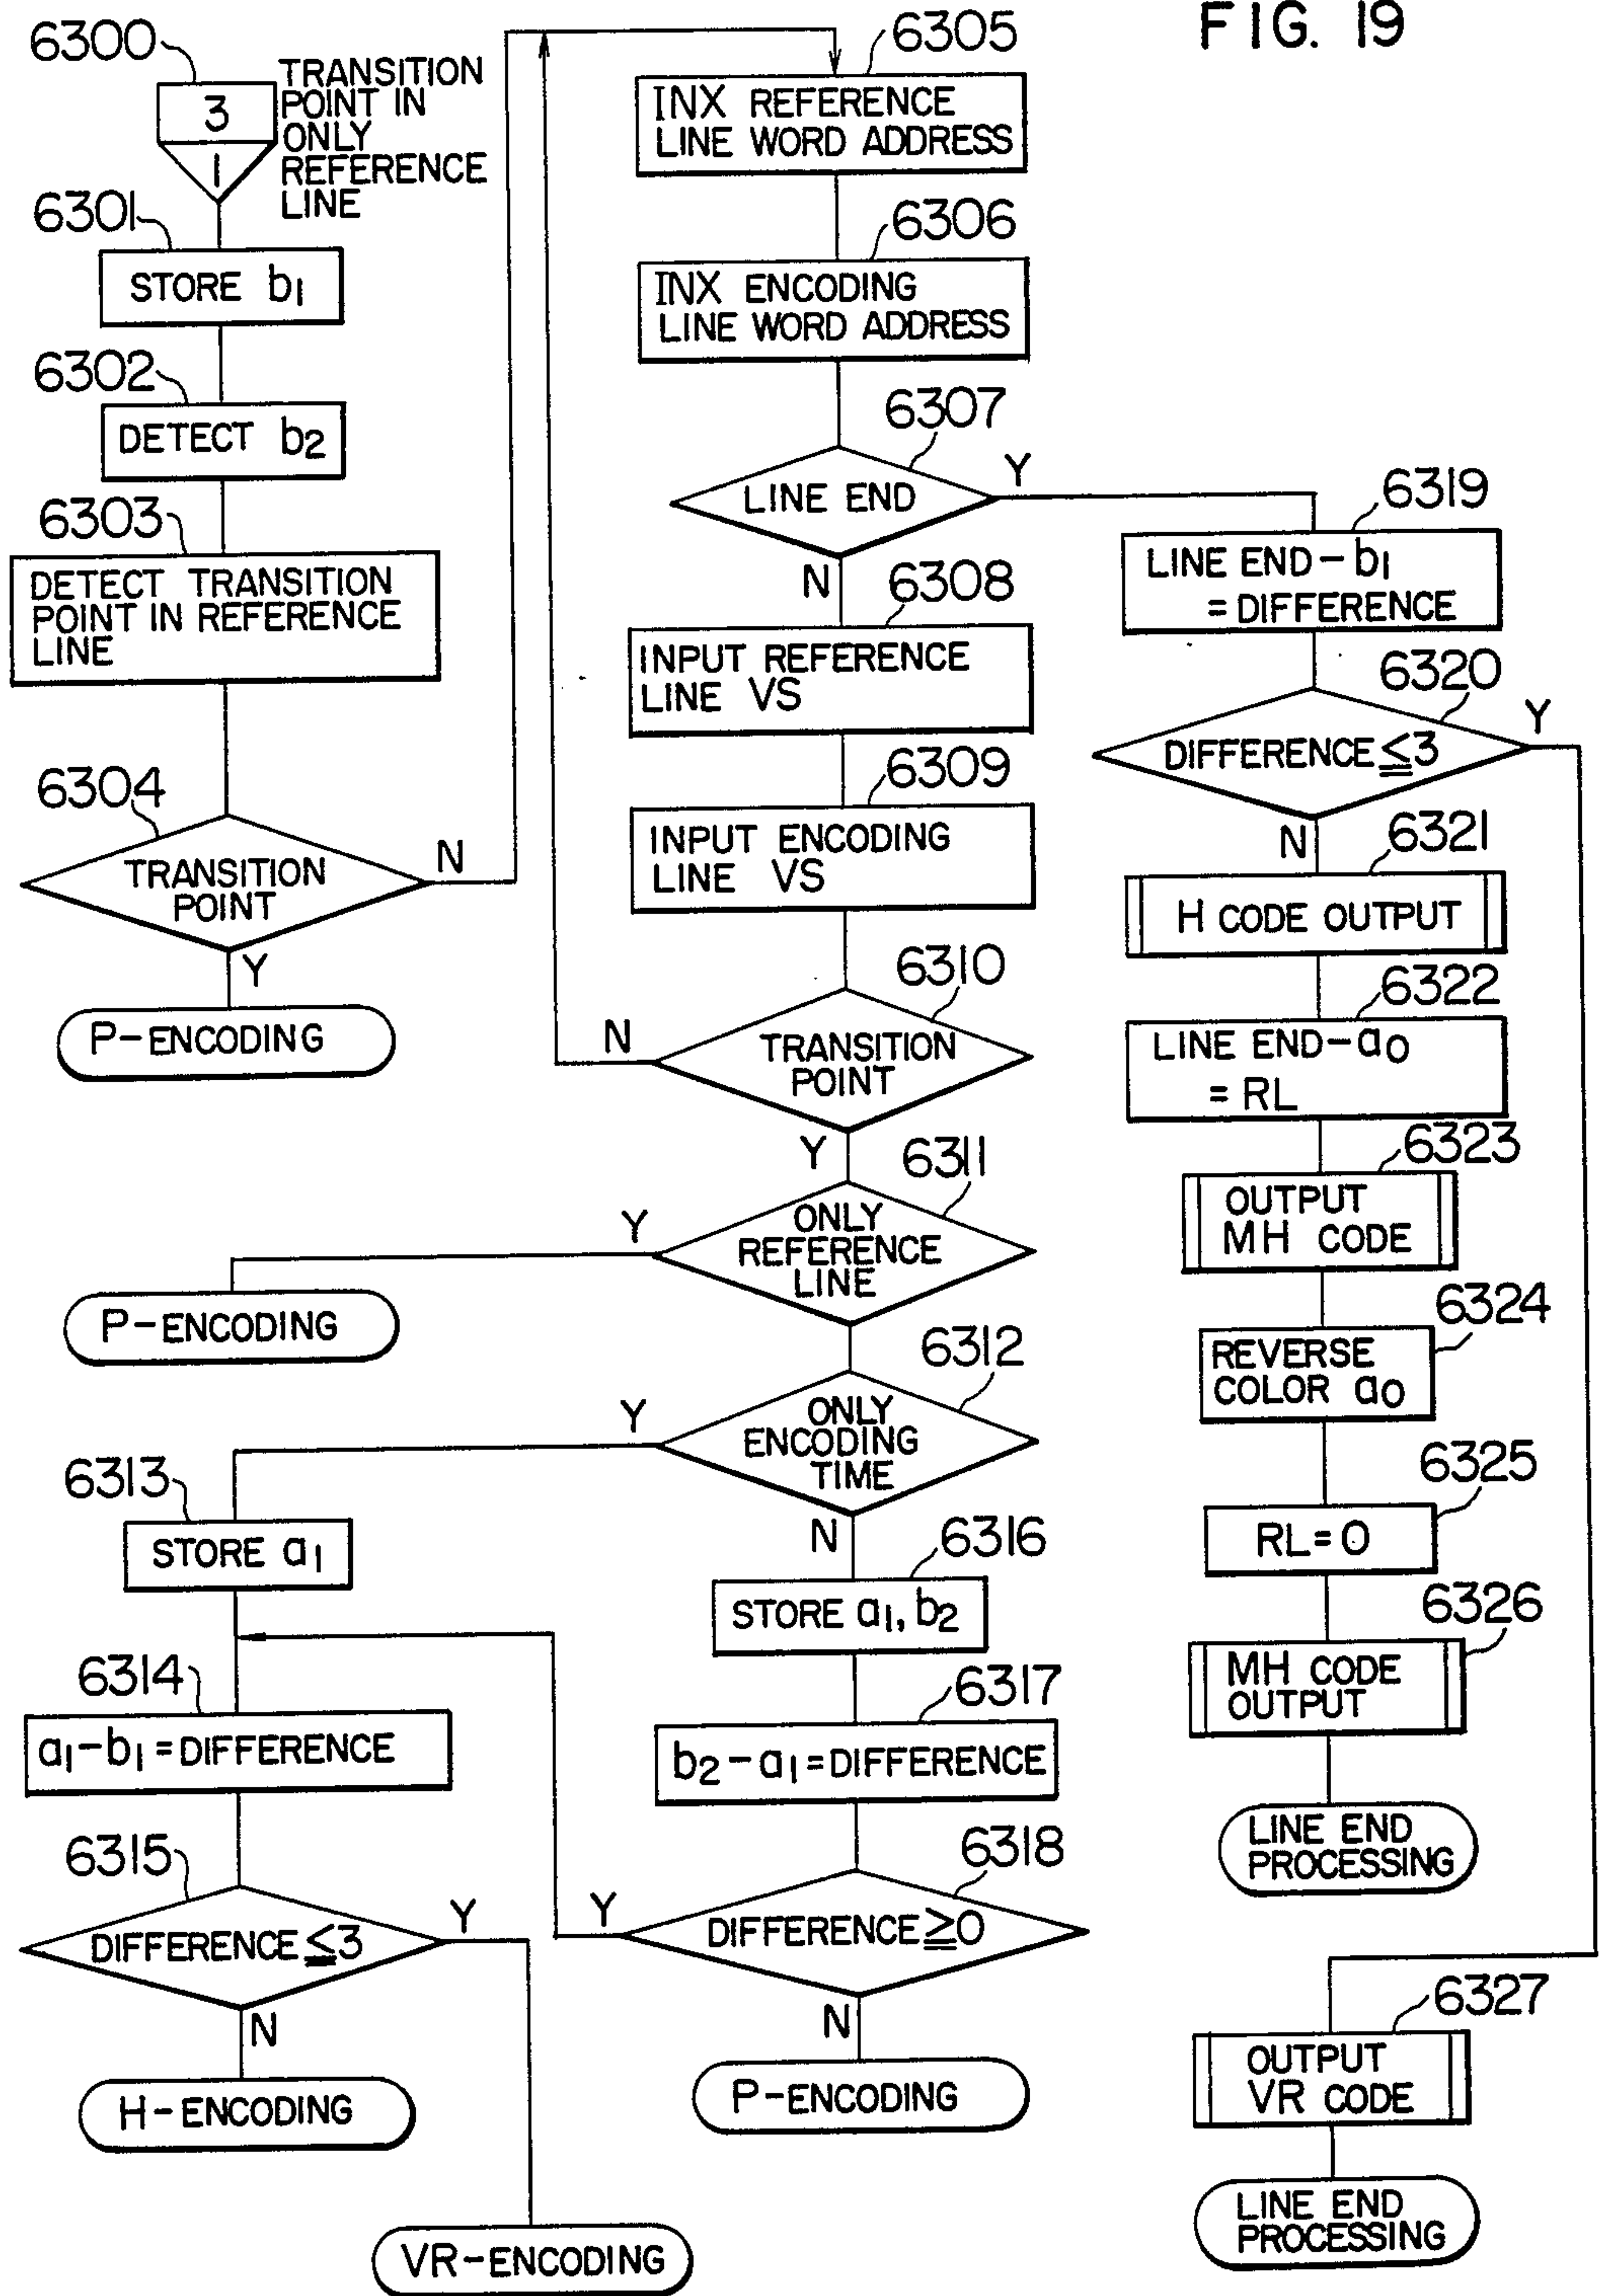 FIG. 19
6300
3
1
TRANSITION
POINT IN
ONLY
REFERENCE
LINE
6301
STORE b1
6302
DETECT b2
6303
DETECT TRANSITION
POINT IN REFERENCE
LINE
6304
TRANSITION
POINT
N
Y
P-ENCODING
6305
INX REFERENCE
LINE WORD ADDRESS
6306
INX ENCODING
LINE WORD ADDRESS
6307
LINE END
Y
N
6308
INPUT REFERENCE
LINE VS
6309
INPUT ENCODING
LINE VS
6310
TRANSITION
POINT
N
Y
6311
ONLY
REFERENCE
LINE
Y
P-ENCODING
6312
ONLY
ENCODING
TIME
Y
N
6313
STORE a1
6314
a1-b1=DIFFERENCE
6315
DIFFERENCE≦3
Y
N
H-ENCODING
VR-ENCODING
6316
STORE a1, b2
6317
b2-a1=DIFFERENCE
6318
DIFFERENCE≧0
Y
N
P-ENCODING
6319
LINE END-b1
=DIFFERENCE
6320
DIFFERENCE≦3
Y
N
6321
H CODE OUTPUT
6322
LINE END-a0
=RL
6323
OUTPUT
MH CODE
6324
REVERSE
COLOR a0
6325
RL=0
6326
MH CODE
OUTPUT
LINE END
PROCESSING
6327
OUTPUT
VR CODE
LINE END
PROCESSING